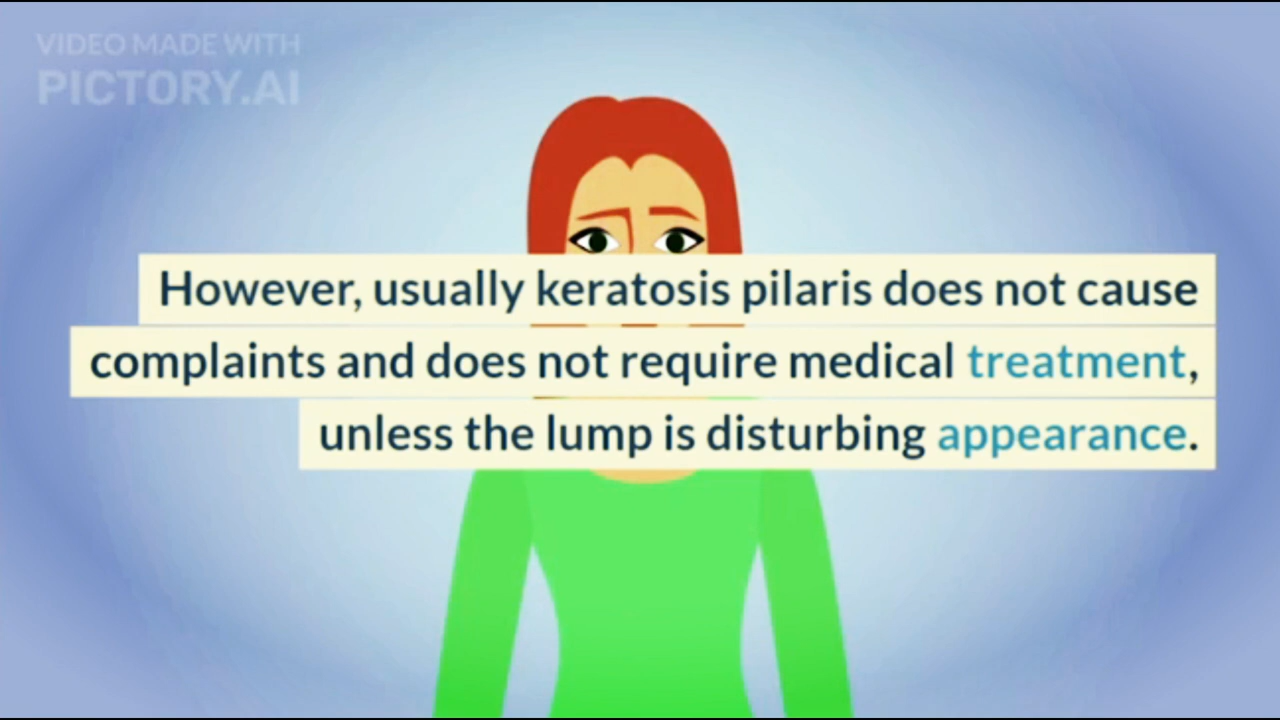 VIDEO MADE WITH
PICTORY.AI
However, usually keratosis pilaris does not cause
complaints and does not require medical treatment,
unless the lump is disturbing appearance.